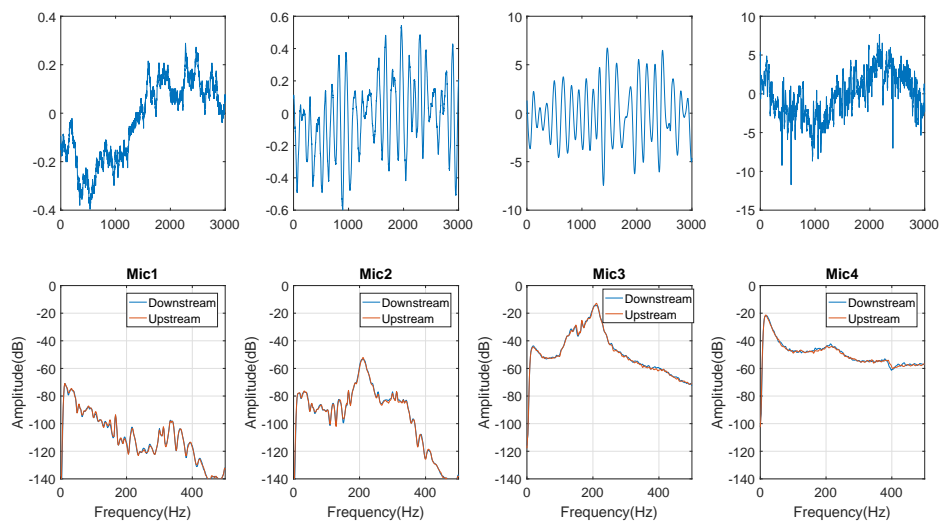 0.4
0.2
0
-0.2
-0.4
0 1000 2000 3000
0.6
0.4
0.2
0
-0.2
-0.4
-0.6
0 1000 2000 3000
10
5
0
-5
-10
0 1000 2000 3000
10
5
0
-5
-10
-15
0 1000 2000 3000
Mic1
Amplitude(dB)
0
-20
-40
-60
-80
-100
-120
-140
Downstream
Upstream
0 200 400
Frequency(Hz)
Mic2
Amplitude(dB)
0
-20
-40
-60
-80
-100
-120
-140
Downstream
Upstream
0 200 400
Frequency(Hz)
Mic3
Amplitude(dB)
0
-20
-40
-60
-80
-100
-120
-140
Downstream
Upstream
0 200 400
Frequency(Hz)
Mic4
Amplitude(dB)
0
-20
-40
-60
-80
-100
-120
-140
Downstream
Upstream
0 200 400
Frequency(Hz)